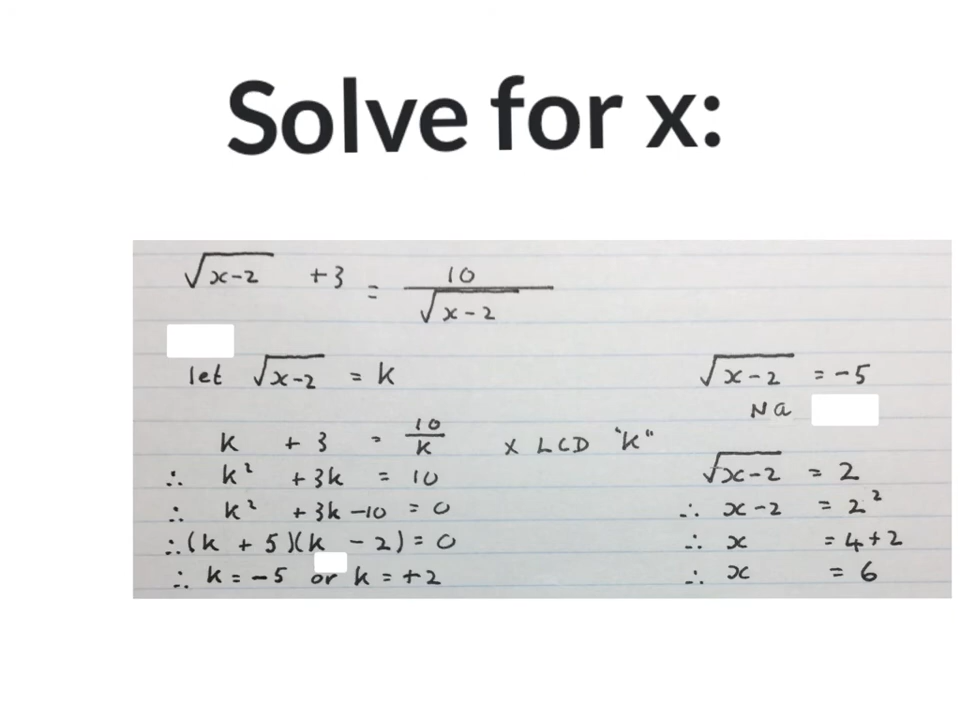 Solve for x:
√x-2 +3 = 10/√x-2
let √x-2 = k
k + 3 = 10/k x LCD "k"
∴ k² +3k = 10
∴ k² +3k -10 = 0
∴ (k + 5)(k - 2) = 0
∴ k = -5 or k = +2
√x-2 = -5
Na
√x-2 = 2
∴ x-2 = 2²
∴ x = 4+2
∴ x = 6